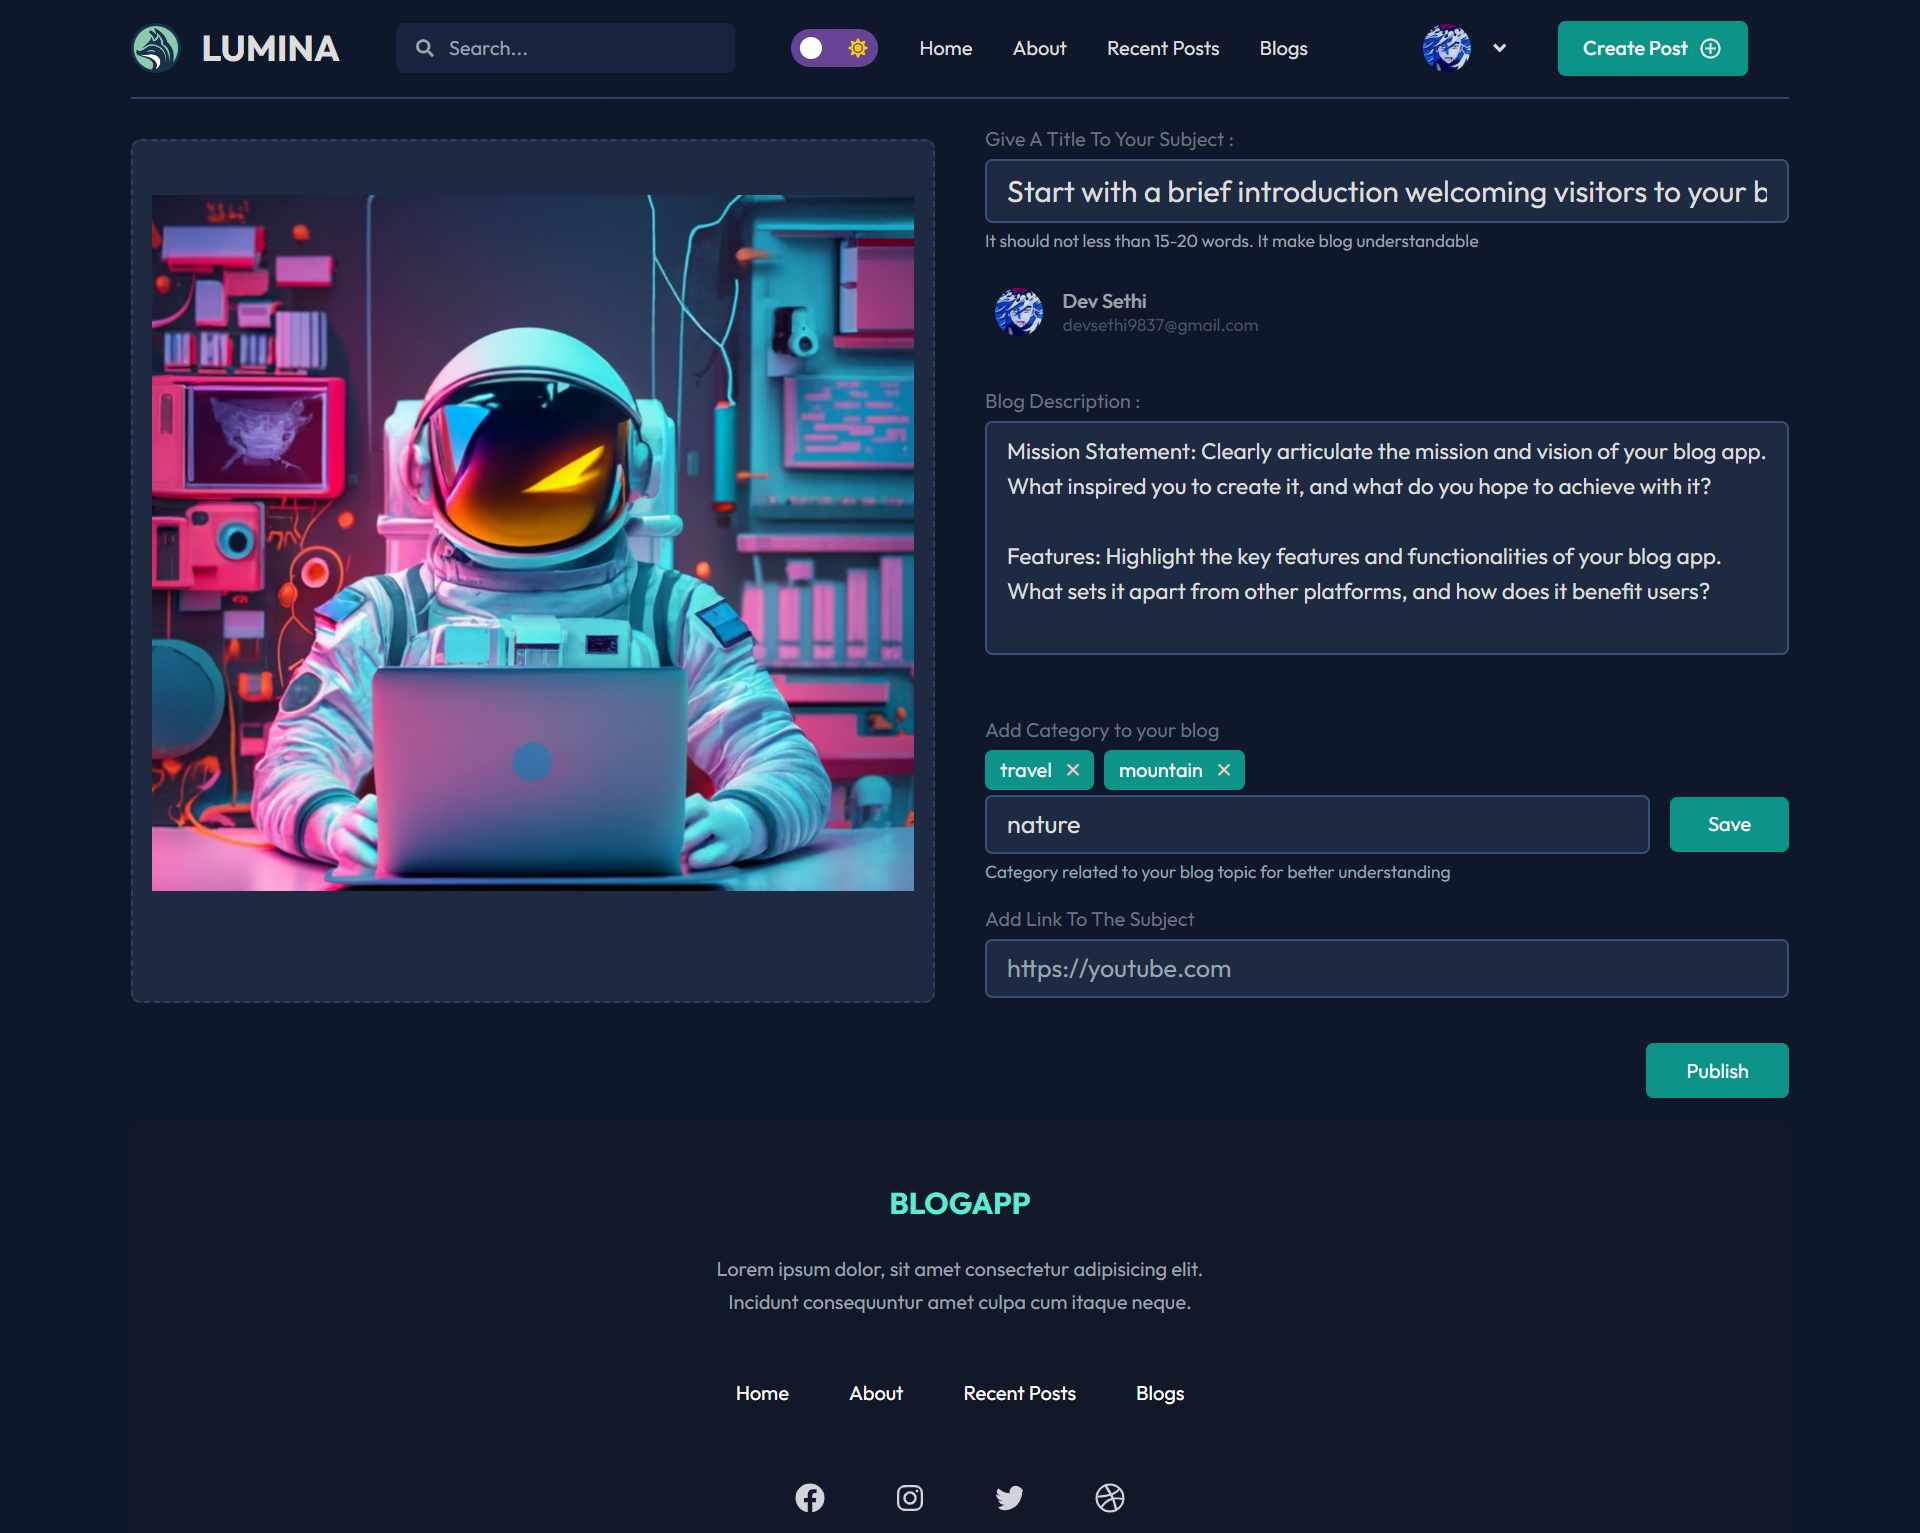 LUMINA
Search...
Home
About
Recent Posts
Blogs
Create Post
Give A Title To Your Subject :
Start with a brief introduction welcoming visitors to your b
It should not less than 15-20 words. It make blog understandable
Dev Sethi
devsethi9837@gmail.com
Blog Description :
Mission Statement: Clearly articulate the mission and vision of your blog app.
What inspired you to create it, and what do you hope to achieve with it?
Features: Highlight the key features and functionalities of your blog app.
What sets it apart from other platforms, and how does it benefit users?
Add Category to your blog
travel
mountain
nature
Save
Category related to your blog topic for better understanding
Add Link To The Subject
https://youtube.com
Publish
BLOGAPP
Lorem ipsum dolor, sit amet consectetur adipisicing elit.
Incidunt consequuntur amet culpa cum itaque neque.
Home
About
Recent Posts
Blogs